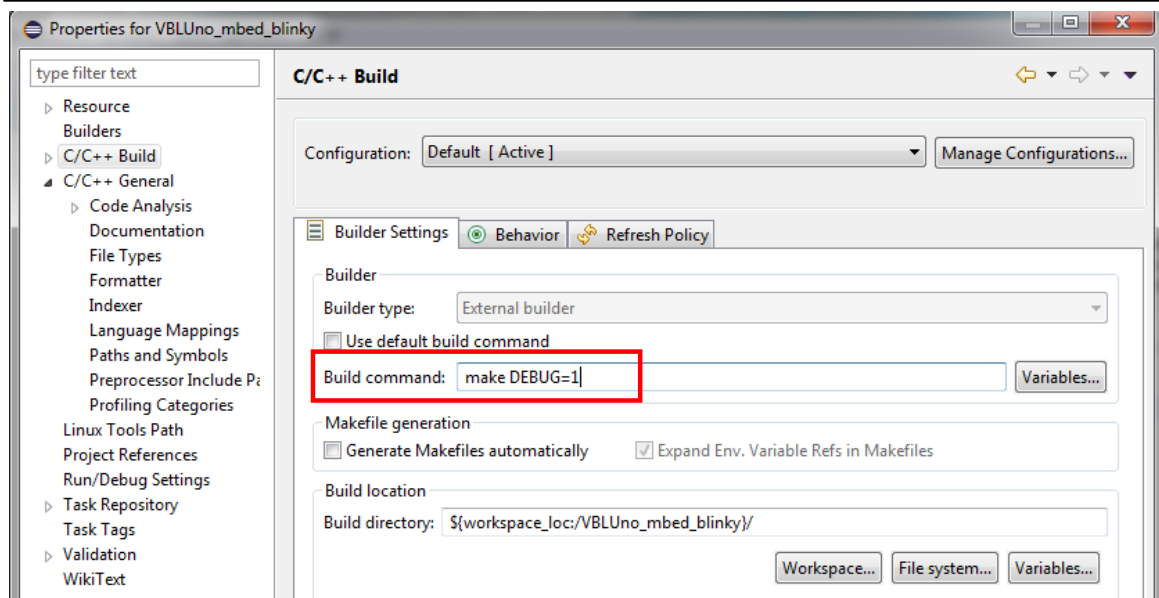 Properties for VBLUno_mbed_blinky
type filter text
Resource
Builders
C/C++ Build
C/C++ General
Code Analysis
Documentation
File Types
Formatter
Indexer
Language Mappings
Paths and Symbols
Preprocessor Include Pa
Profiling Categories
Linux Tools Path
Project References
Run/Debug Settings
Task Repository
Task Tags
Validation
WikiText
C/C++ Build
Configuration: Default [ Active ] Manage Configurations...
Builder Settings Behavior Refresh Policy
Builder
Builder type: External builder
Use default build command
Build command: make DEBUG=1 Variables...
Makefile generation
Generate Makefiles automatically Expand Env. Variable Refs in Makefiles
Build location
Build directory: ${workspace_loc:/VBLUno_mbed_blinky}/
Workspace... File system... Variables...